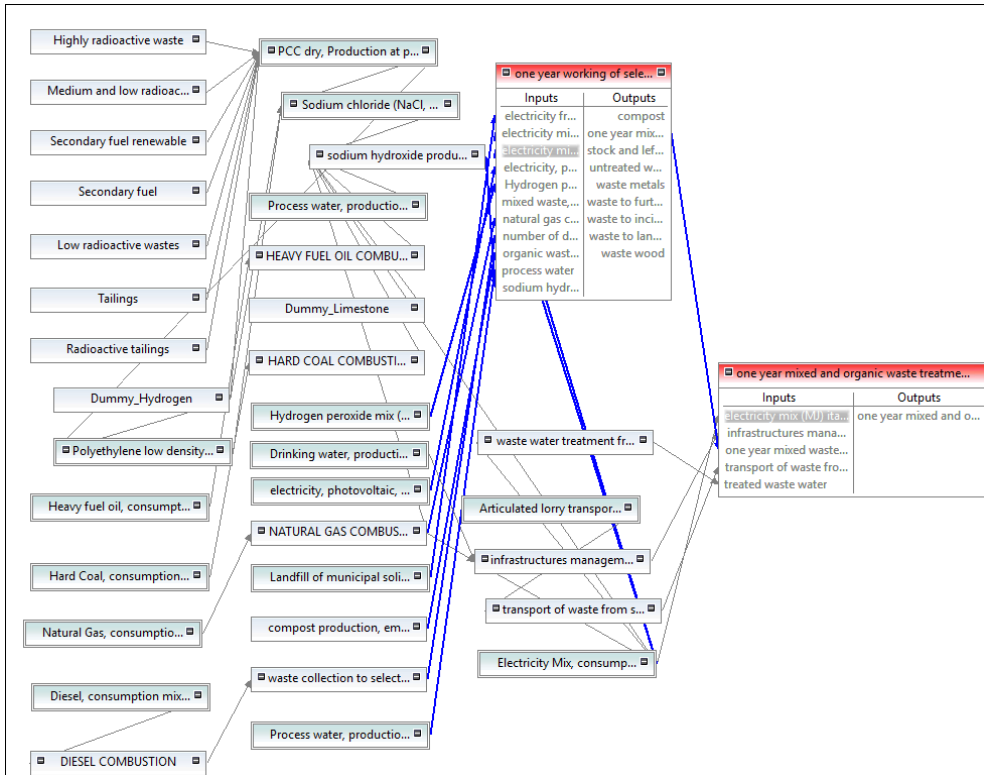 Highly radioactive waste
Medium and low radioac...
Secondary fuel renewable
Secondary fuel
Low radioactive wastes
Tailings
Radioactive tailings
Dummy_Hydrogen
Polyethylene low density...
Heavy fuel oil, consumpt...
Hard Coal, consumption...
Natural Gas, consumptio...
Diesel, consumption mix...
DIESEL COMBUSTION
PCC dry, Production at p...
Sodium chloride (NaCl, ...
sodium hydroxide produ...
Process water, productio...
HEAVY FUEL OIL COMBU...
Dummy_Limestone
HARD COAL COMBUSTI...
Hydrogen peroxide mix (...
Drinking water, producti...
electricity, photovoltaic, ...
NATURAL GAS COMBUS...
Landfill of municipal soli...
compost production, em...
waste collection to select...
Process water, productio...
one year working of sele...
Inputs Outputs
electricity fr... compost
electricity mi... one year mix...
electricity mi... stock and lef...
electricity, p... untreated w...
Hydrogen p... waste metals
mixed waste,... waste to furt...
natural gas c... waste to inci...
number of d... waste to lan...
organic wast... waste wood
process water
sodium hydr...
waste water treatment fr...
Articulated lorry transpor...
infrastructures managem...
transport of waste from s...
Electricity Mix, consump...
one year mixed and organic waste treatme...
Inputs Outputs
electricity mix (MJ) ita... one year mixed and o...
infrastructures mana...
one year mixed waste...
transport of waste fro...
treated waste water